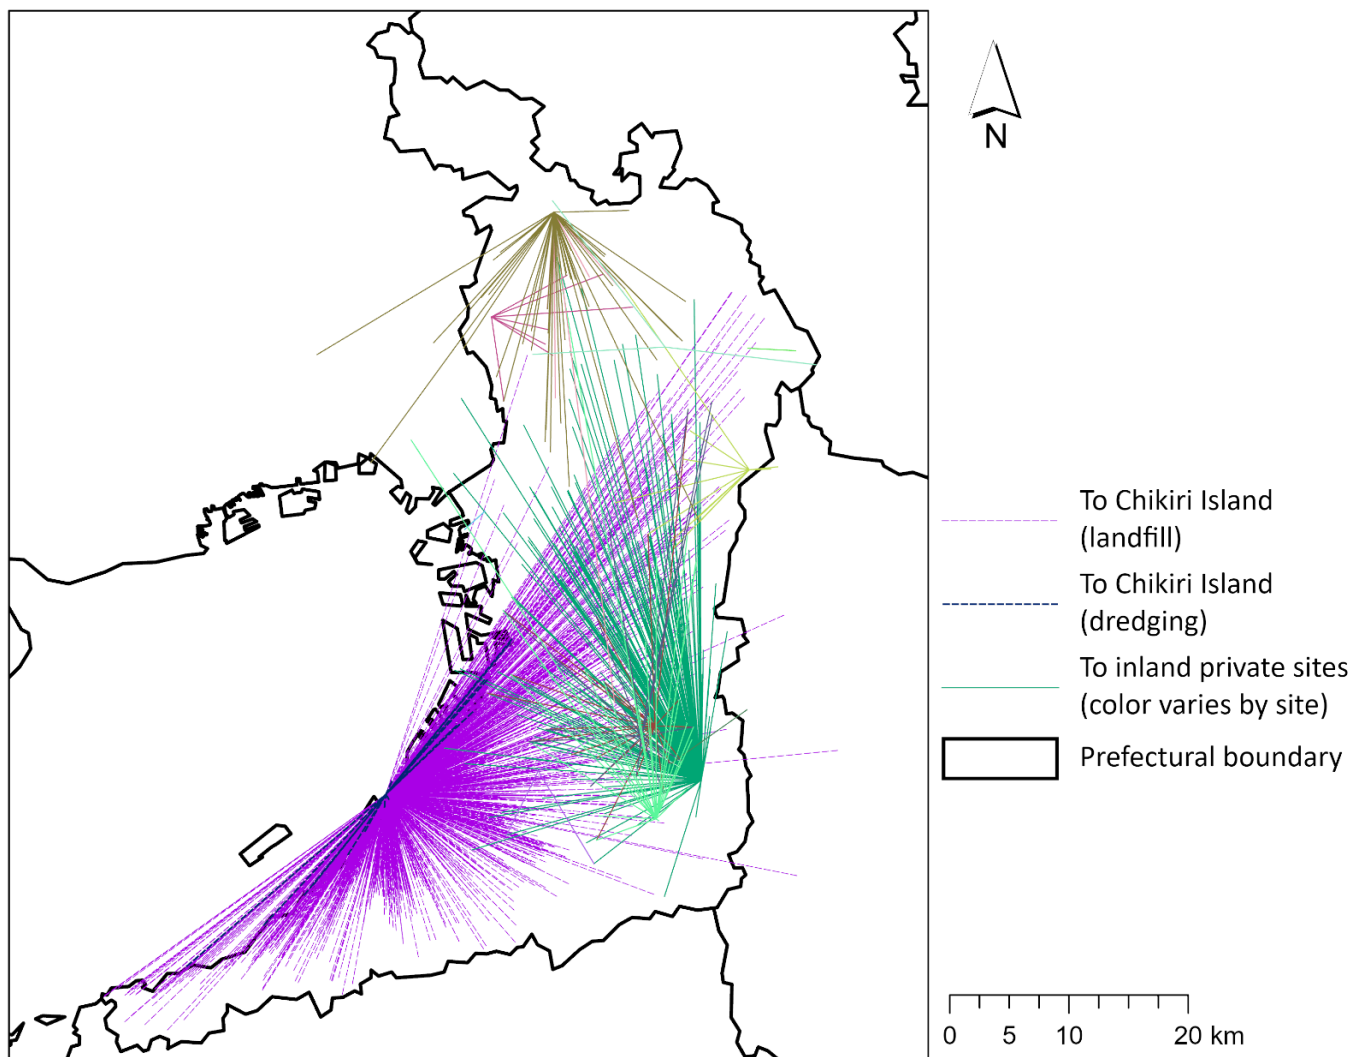 N
To Chikiri Island
(landfill)
To Chikiri Island
(dredging)
To inland private sites
(color varies by site)
Prefectural boundary
0 5 10 20 km